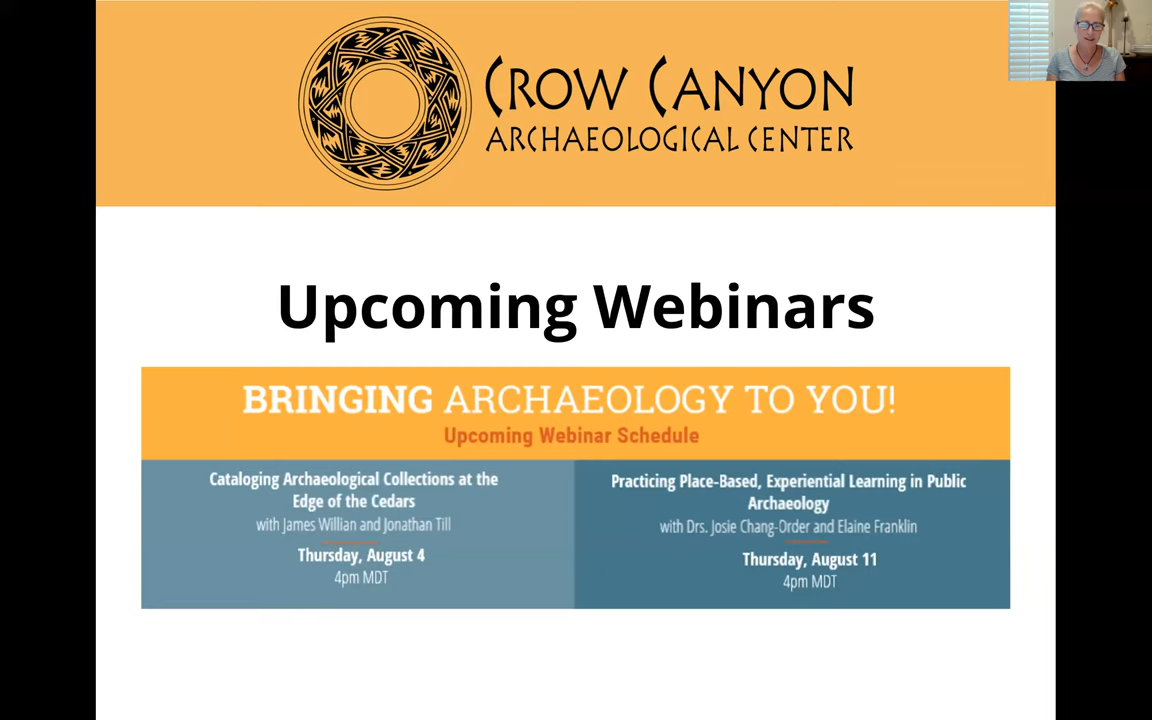 CROW CANYON
ARCHAEOLOGICAL CENTER
Upcoming Webinars
BRINGING ARCHAEOLOGY TO YOU!
Upcoming Webinar Schedule
Cataloging Archaeological Collections at the
Edge of the Cedars
with James Willian and Jonathan Till
Thursday, August 4
4pm MDT
Practicing Place-Based, Experiential Learning in Public
Archaeology
with Drs. Josie Chang-Order and Elaine Franklin
Thursday, August 11
4pm MDT